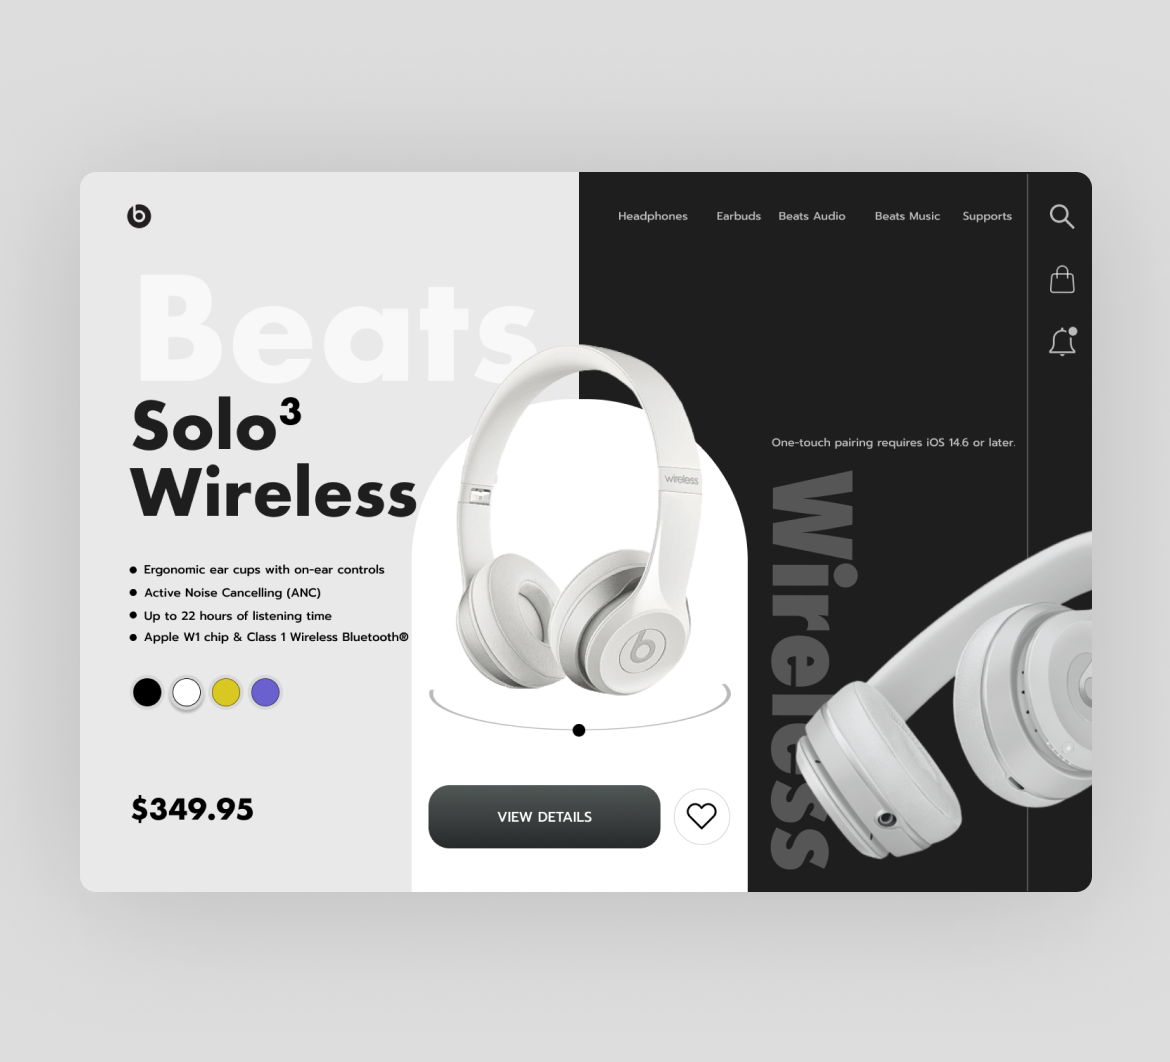 b
Headphones Earbuds Beats Audio Beats Music Supports
Beats
Solo³
Wireless
Ergonomic ear cups with on-ear controls
Active Noise Cancelling (ANC)
Up to 22 hours of listening time
Apple W1 chip & Class 1 Wireless Bluetooth®
$349.95
wireless
b
VIEW DETAILS
One-touch pairing requires iOS 14.6 or later.
Wireless